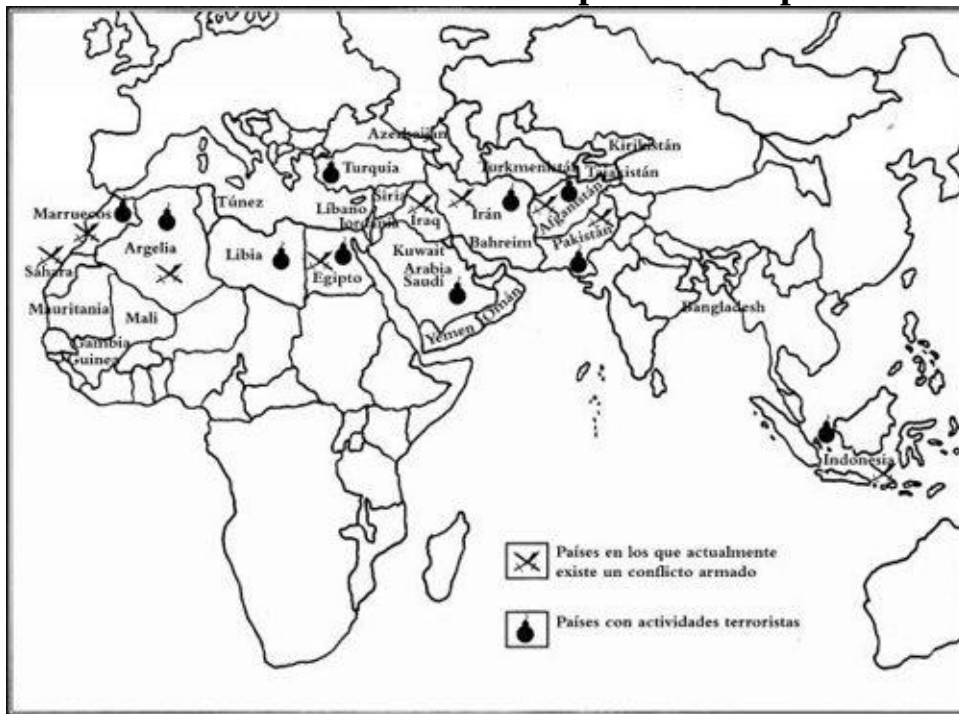 Azerbaiján
Kirikistán
Turquía
Turkmenistán
Tajakistán
Siria
Túnez
Líbano
Irán
Afganistán
Marruecos
Jordania
Iraq
Pakistán
Argelia
Libia
Kuwait
Bahreim
Sáhara
Egipto
Arabia
Saudí
Mauritania
Mali
Omán
Bangladesh
Yemen
Gambia
Guinea
Indonesia
Países en los que actualmente
existe un conflicto armado
Países con actividades terroristas